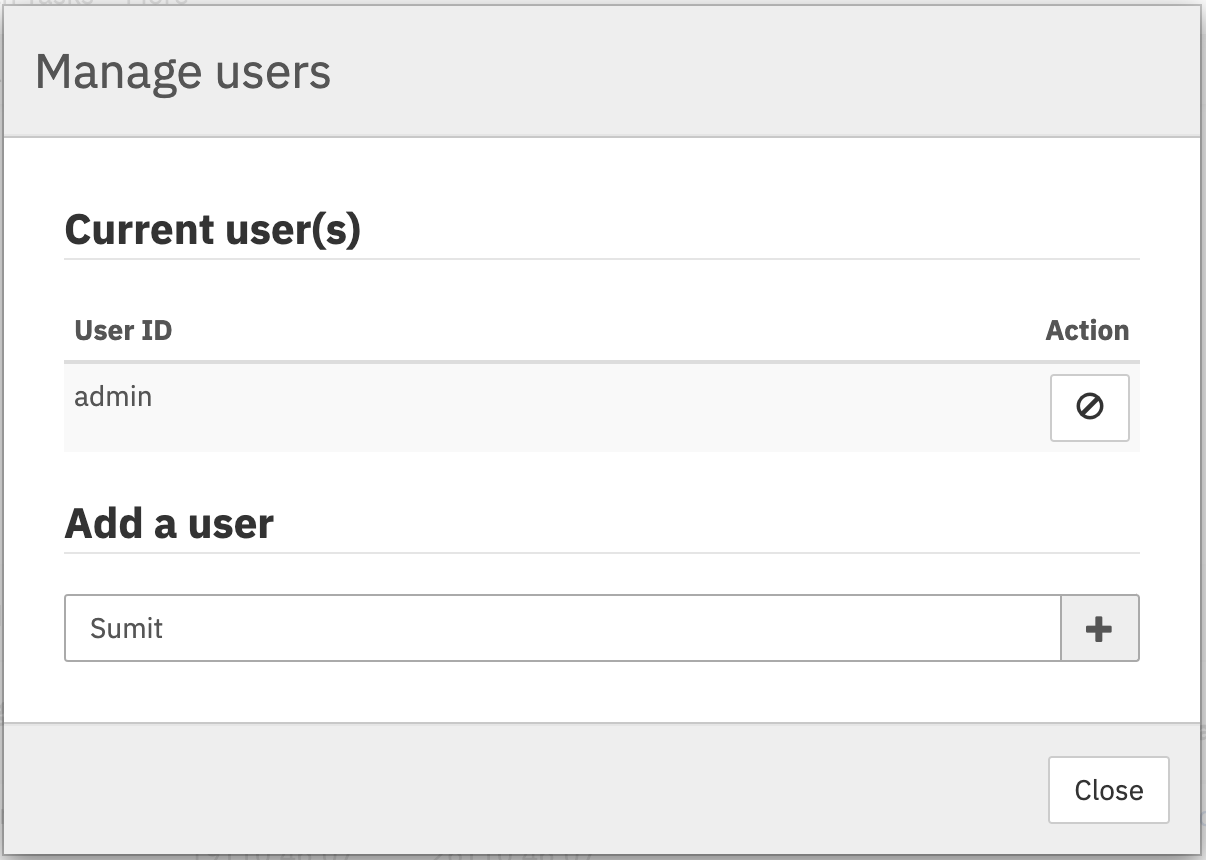 Manage users
Current user(s)
User ID Action
admin
Add a user
Sumit
Close